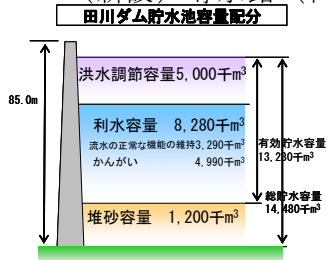 田川ダム貯水池容量配分
洪水調節容量5,000千m³
85.0m
利水容量 8,280千m³
流水の正常な機能の維持3,290千m³
かんがい 4,990千m³
有効貯水容量
13,280千m³
総貯水容量
14,480千m³
堆砂容量 1,200千m³